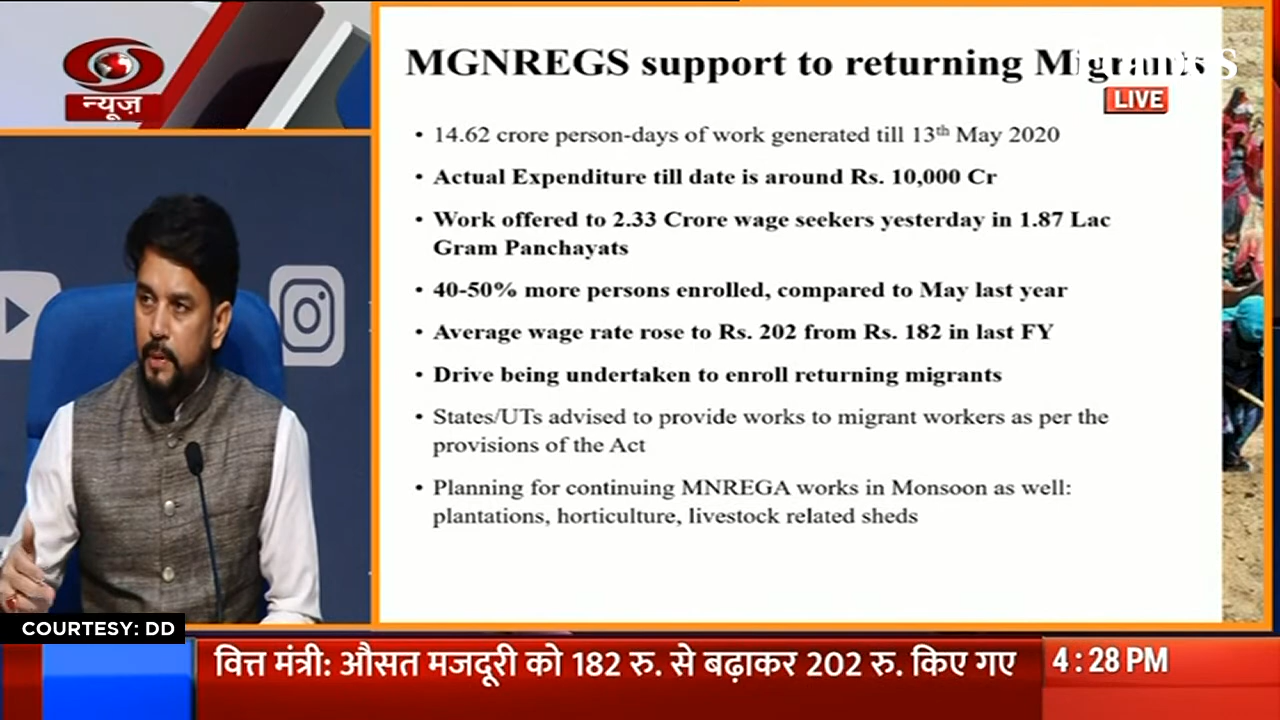 न्यूज़
MGNREGS support to returning Migrants
LIVE
• 14.62 crore person-days of work generated till 13th May 2020
• Actual Expenditure till date is around Rs. 10,000 Cr
• Work offered to 2.33 Crore wage seekers yesterday in 1.87 Lac
Gram Panchayats
• 40-50% more persons enrolled, compared to May last year
• Average wage rate rose to Rs. 202 from Rs. 182 in last FY
• Drive being undertaken to enroll returning migrants
• States/UTs advised to provide works to migrant workers as per the
provisions of the Act
• Planning for continuing MNREGA works in Monsoon as well:
plantations, horticulture, livestock related sheds
COURTESY: DD
वित्त मंत्री: औसत मजदूरी को 182 रु. से बढ़ाकर 202 रु. किए गए
4:28 PM